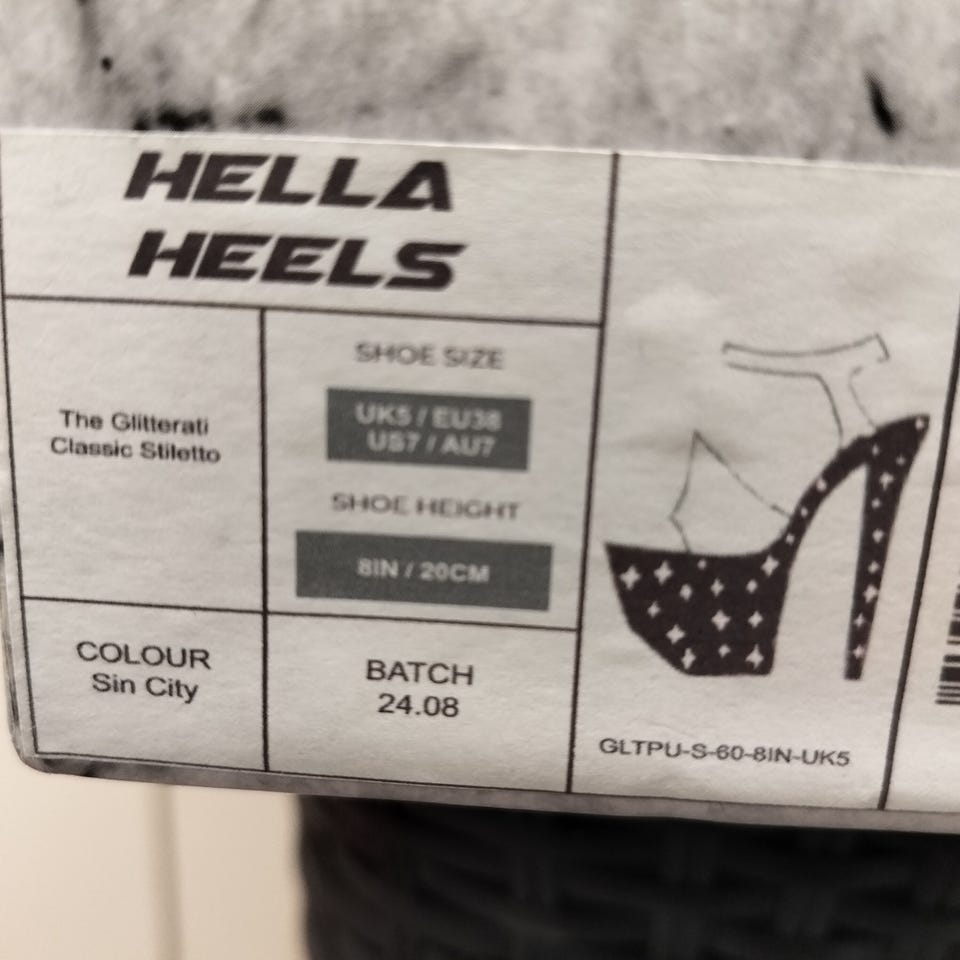 HELLA
HEELS
The Glitterati
Classic Stiletto
SHOE SIZE
UK5 / EU38
US7 / AU7
SHOE HEIGHT
8IN / 20CM
COLOUR
Sin City
BATCH
24.08
GLTPU-S-60-8IN-UK5